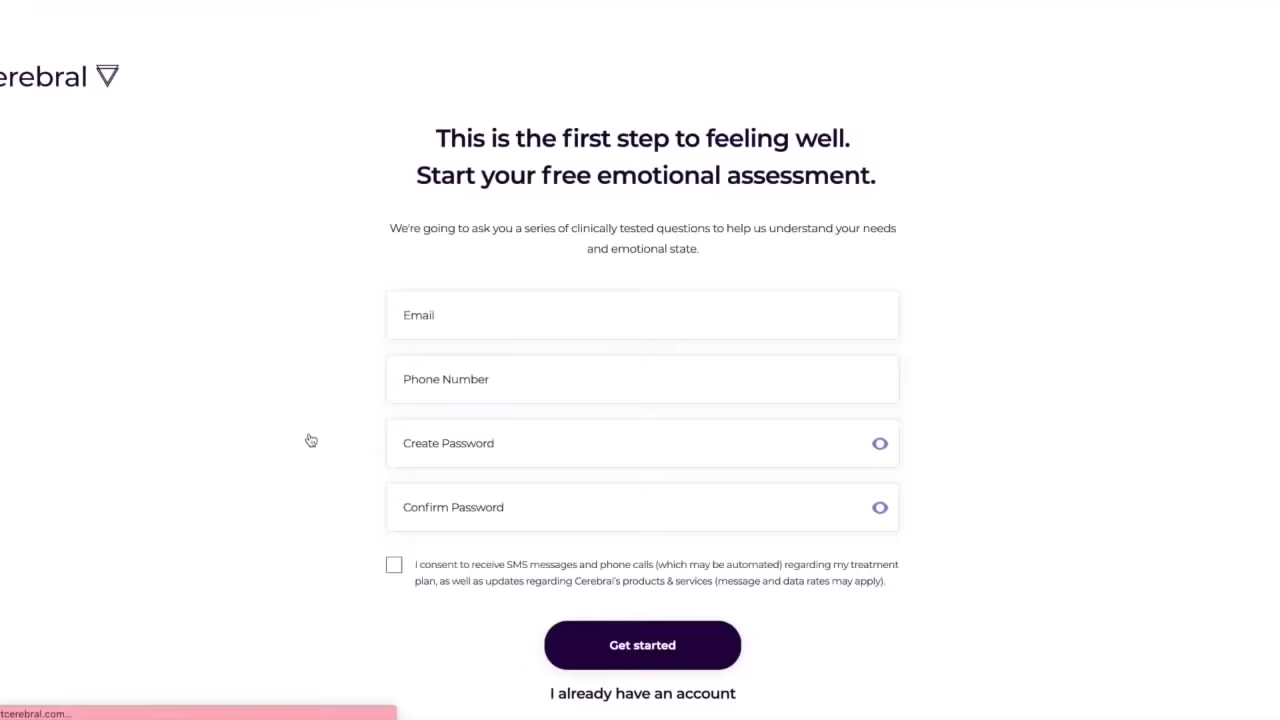 erebral
This is the first step to feeling well.
Start your free emotional assessment.
We're going to ask you a series of clinically tested questions to help us understand your needs
and emotional state.
Email
Phone Number
Create Password
Confirm Password
I consent to receive SMS messages and phone calls (which may be automated) regarding my treatment
plan, as well as updates regarding Cerebral's products & services (message and data rates may apply).
Get started
I already have an account
tcerebral.com...